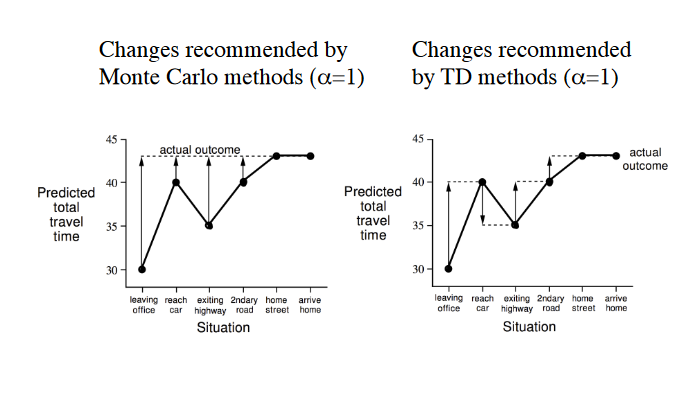 Changes recommended by
Monte Carlo methods (α=1)
Changes recommended
by TD methods (α=1)
45
40
35
30
actual outcome
Predicted
total
travel
time
leaving
office
reach
car
exiting
highway
2ndary
road
home
street
arrive
home
Situation
45
40
35
30
actual
outcome
Predicted
total
travel
time
leaving
office
reach
car
exiting
highway
2ndary
road
home
street
arrive
home
Situation